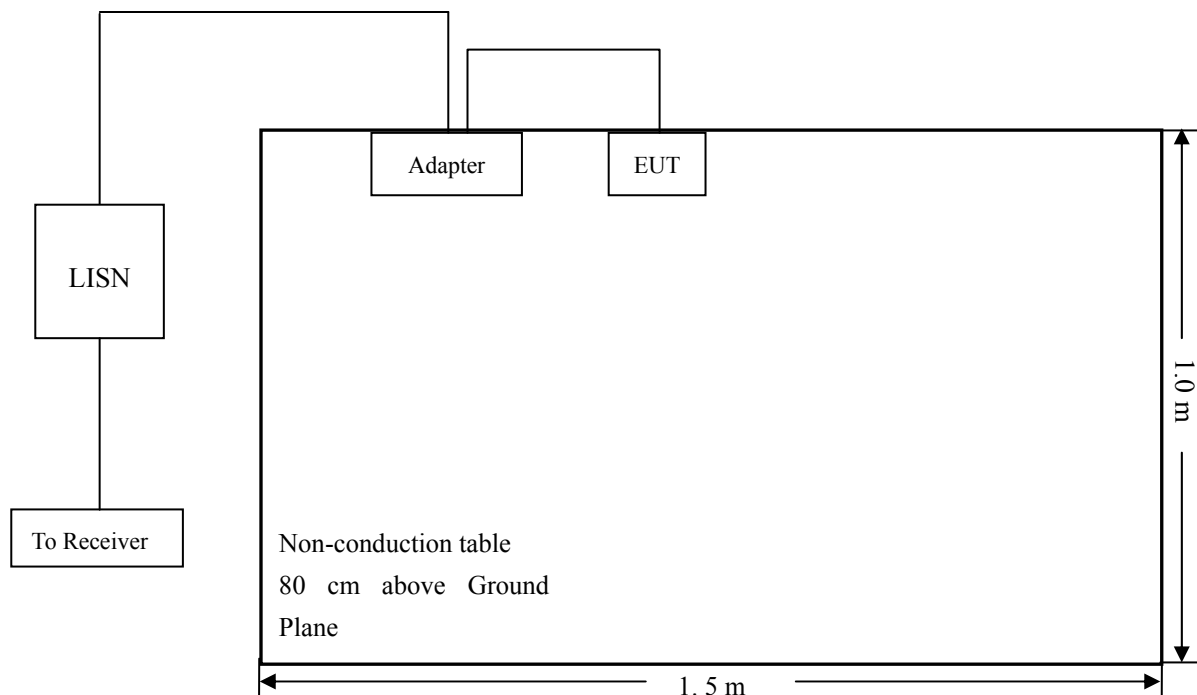 Adapter
EUT
LISN
To Receiver
Non-conduction table
80 cm above Ground
Plane
1.0 m
1. 5 m